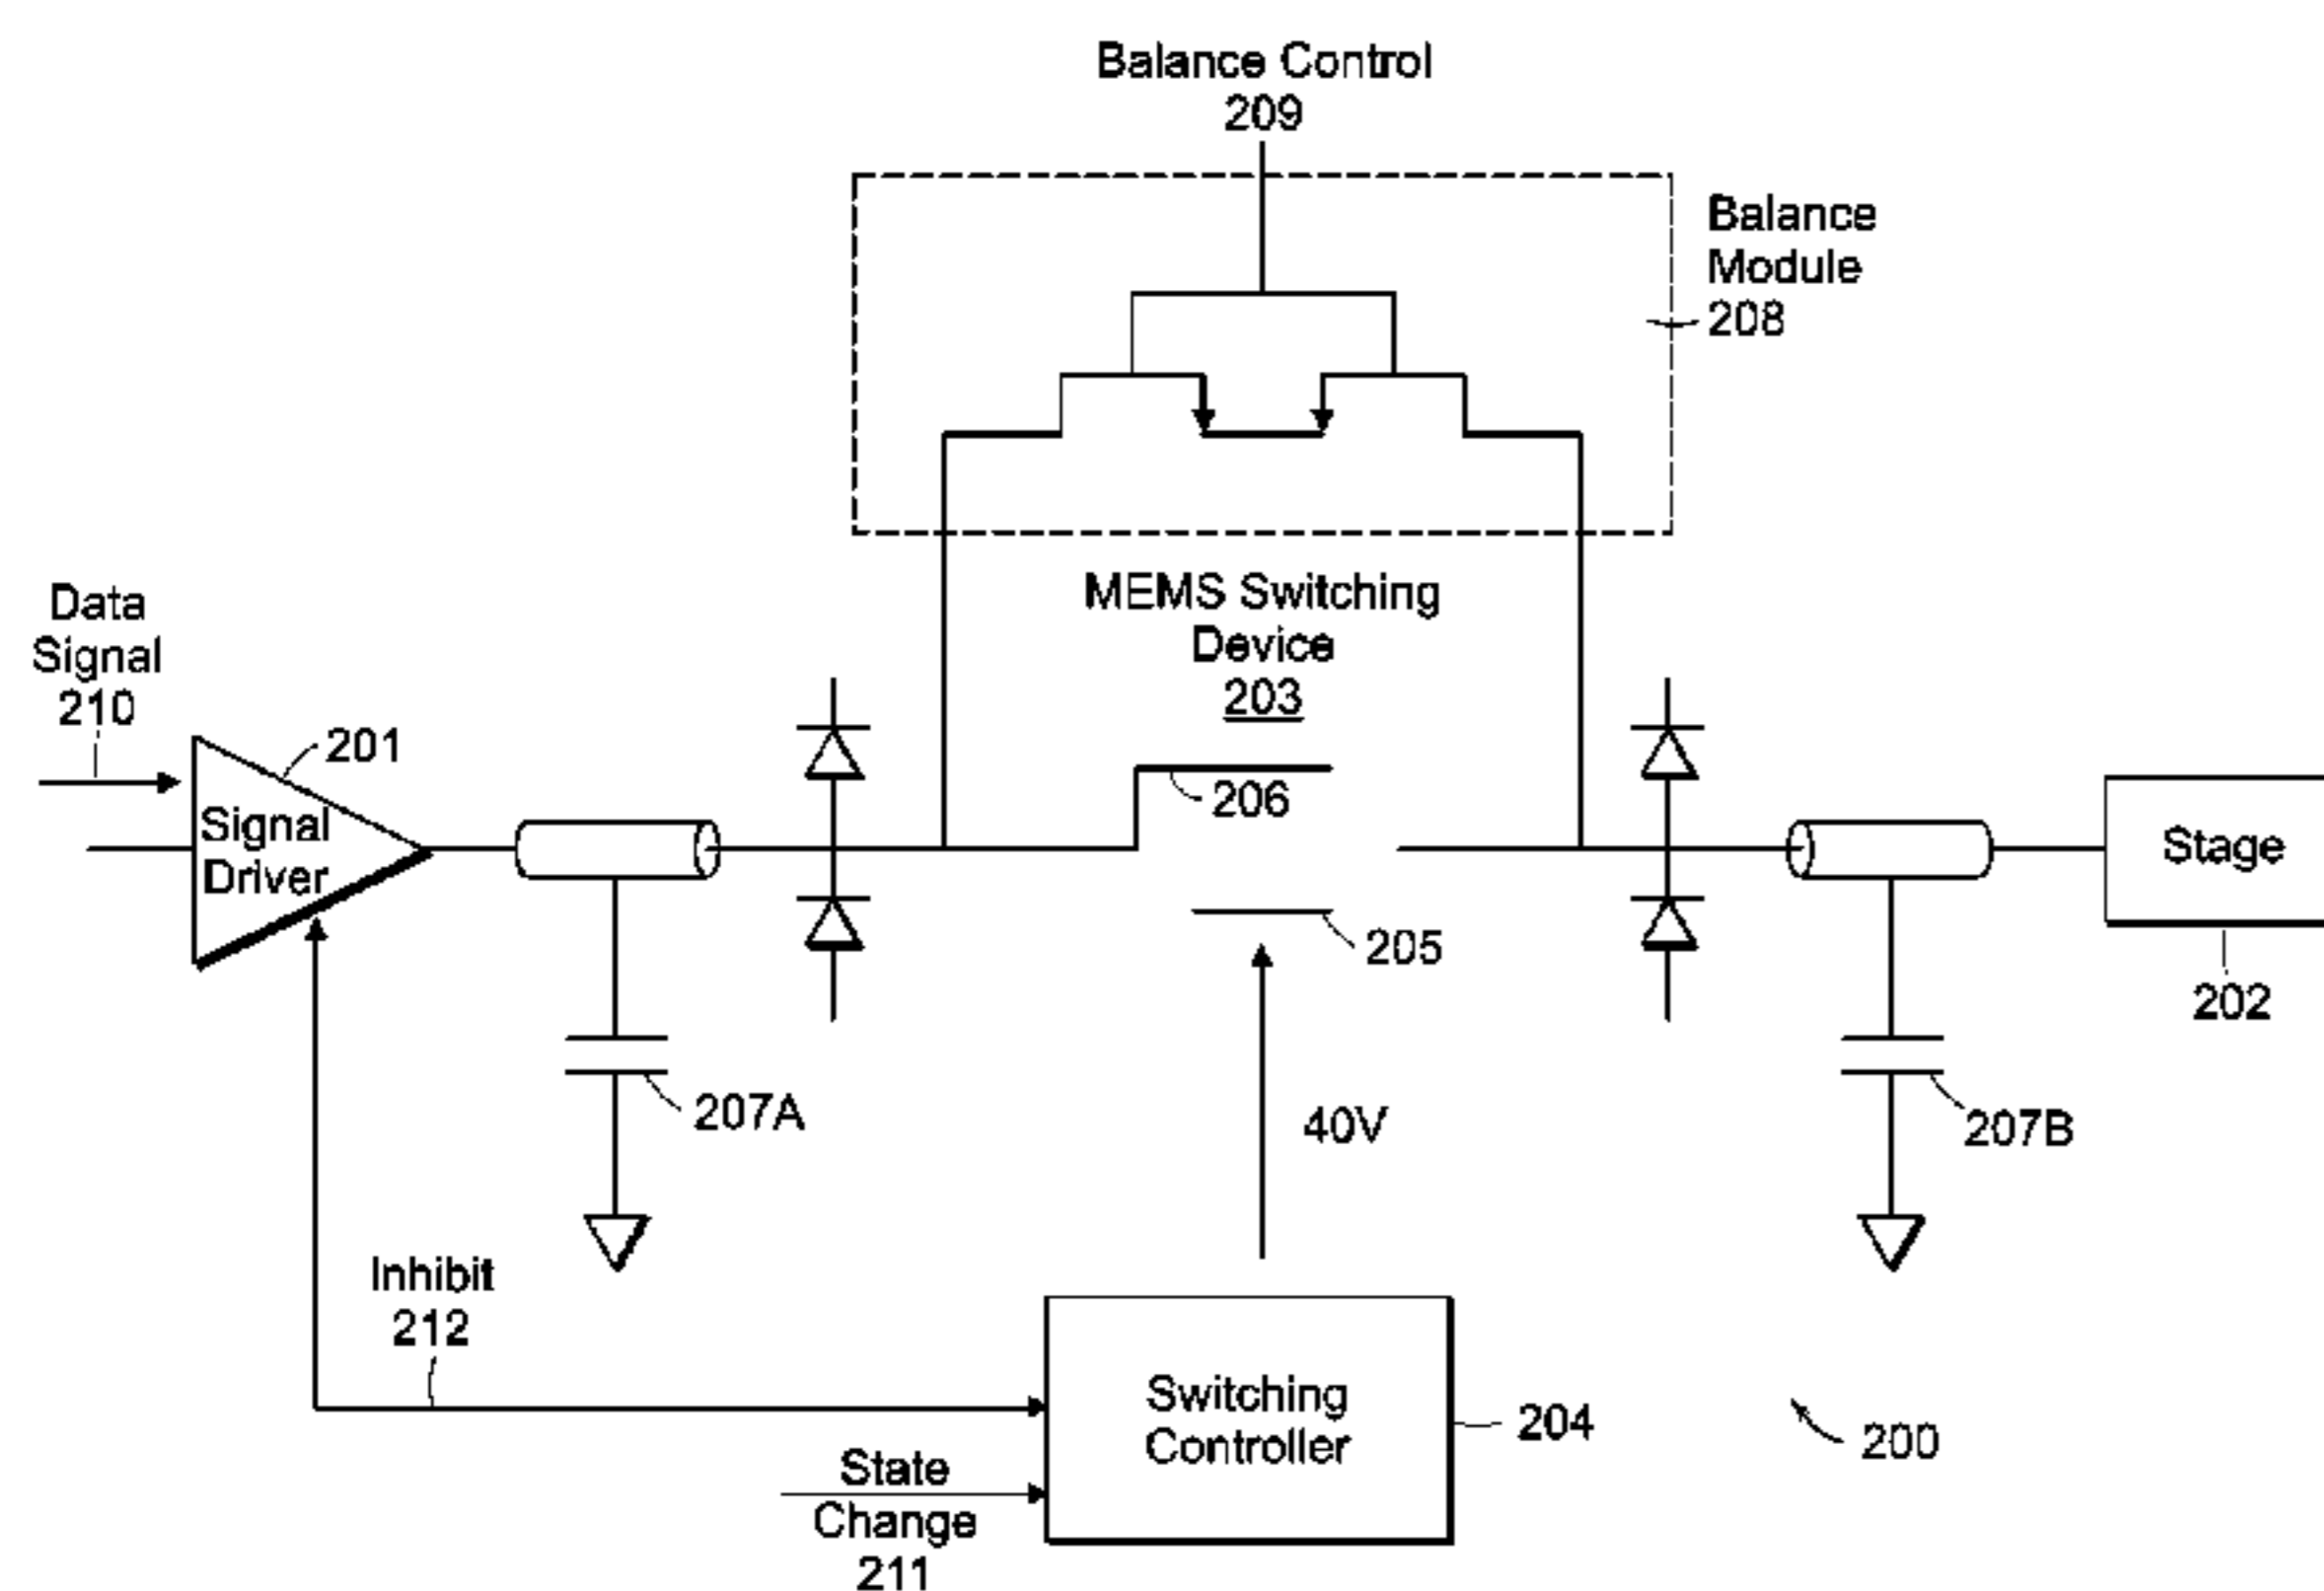 Balance Control
209
Balance
Module
208
MEMS Switching
Device
203
Data
Signal
210
201
Signal
Driver
206
205
Stage
202
207A
40V
207B
Inhibit
212
Switching
Controller
204
200
State
Change
211